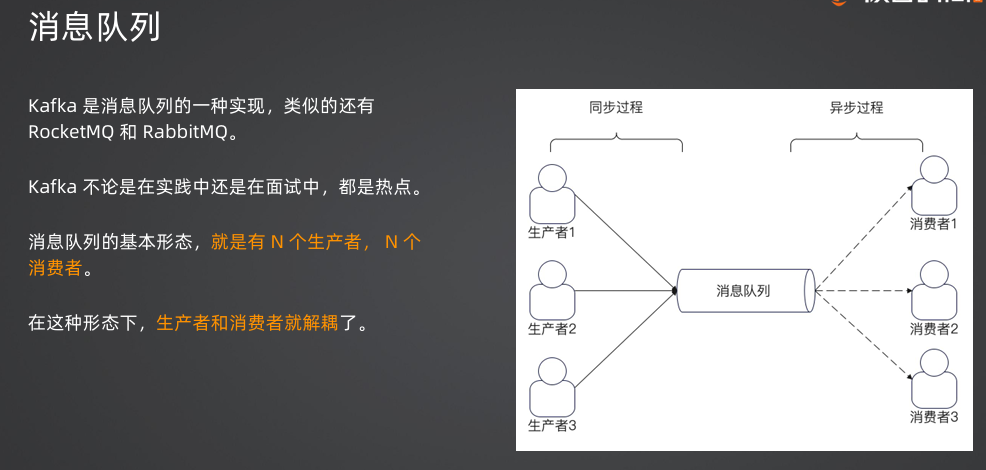 消息队列
Kafka 是消息队列的一种实现，类似的还有
RocketMQ 和 RabbitMQ。
Kafka 不论是在实践中还是在面试中，都是热点。
消息队列的基本形态，就是有 N 个生产者， N 个
消费者。
在这种形态下，生产者和消费者就解耦了。
同步过程
异步过程
生产者1
消费者1
消息队列
生产者2
消费者2
生产者3
消费者3